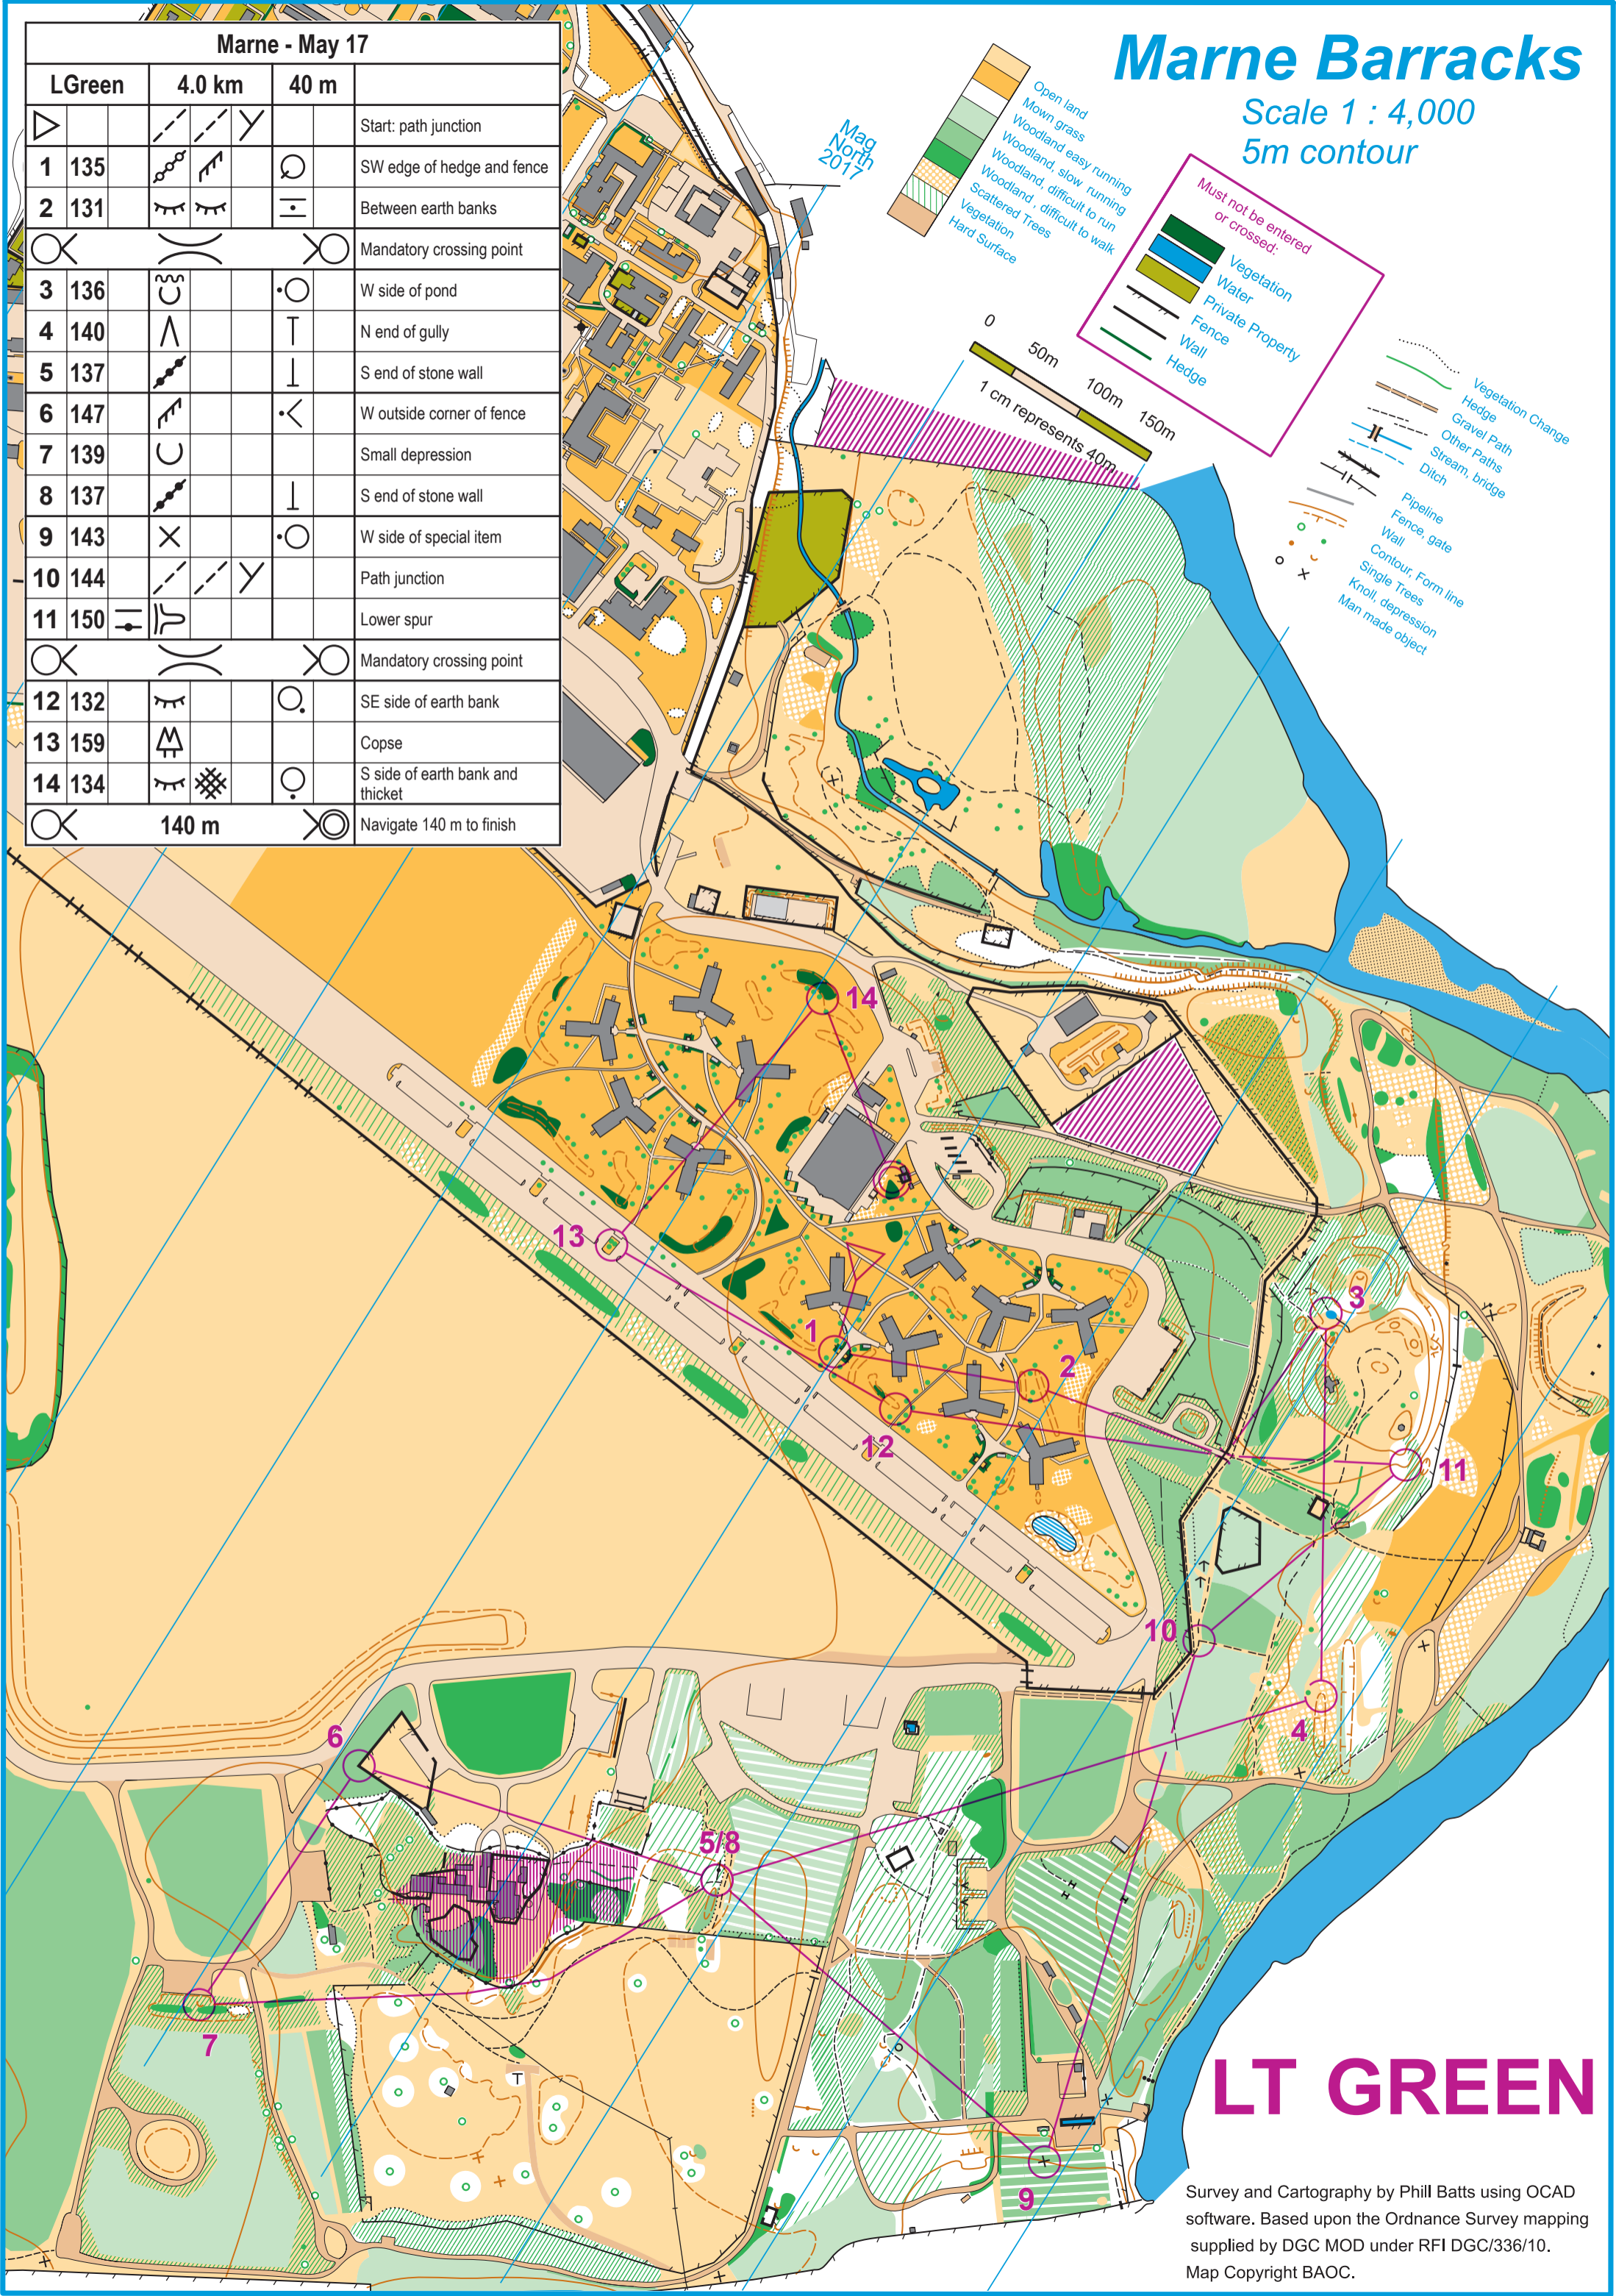 Marne - May 17
LGreen 4.0 km 40 m
Start: path junction
1 135 SW edge of hedge and fence
2 131 Between earth banks
Mandatory crossing point
3 136 W side of pond
4 140 N end of gully
5 137 S end of stone wall
6 147 W outside corner of fence
7 139 Small depression
8 137 S end of stone wall
9 143 W side of special item
10 144 Path junction
11 150 Lower spur
Mandatory crossing point
12 132 SE side of earth bank
13 159 Copse
14 134 S side of earth bank and
thicket
140 m Navigate 140 m to finish
Marne Barracks
Scale 1 : 4,000
5m contour
Mag
North
2017
Open land
Mown grass
Woodland easy running
Woodland, slow running
Woodland, difficult to run
Woodland , difficult to walk
Scattered Trees
Vegetation
Hard Surface
Must not be entered
or crossed:
Vegetation
Water
Private Property
Fence
Wall
Hedge
0 50m 100m 150m
1 cm represents 40m
Vegetation Change
Hedge
Gravel Path
Other Paths
Stream, bridge
Ditch
Pipeline
Fence, gate
Wall
Contour, Form line
Single Trees
Knoll, depression
Man made object
14
13
3
1
2
12
11
10
4
6
5/8
7
9
LT GREEN
Survey and Cartography by Phill Batts using OCAD
software. Based upon the Ordnance Survey mapping
supplied by DGC MOD under RFI DGC/336/10.
Map Copyright BAOC.